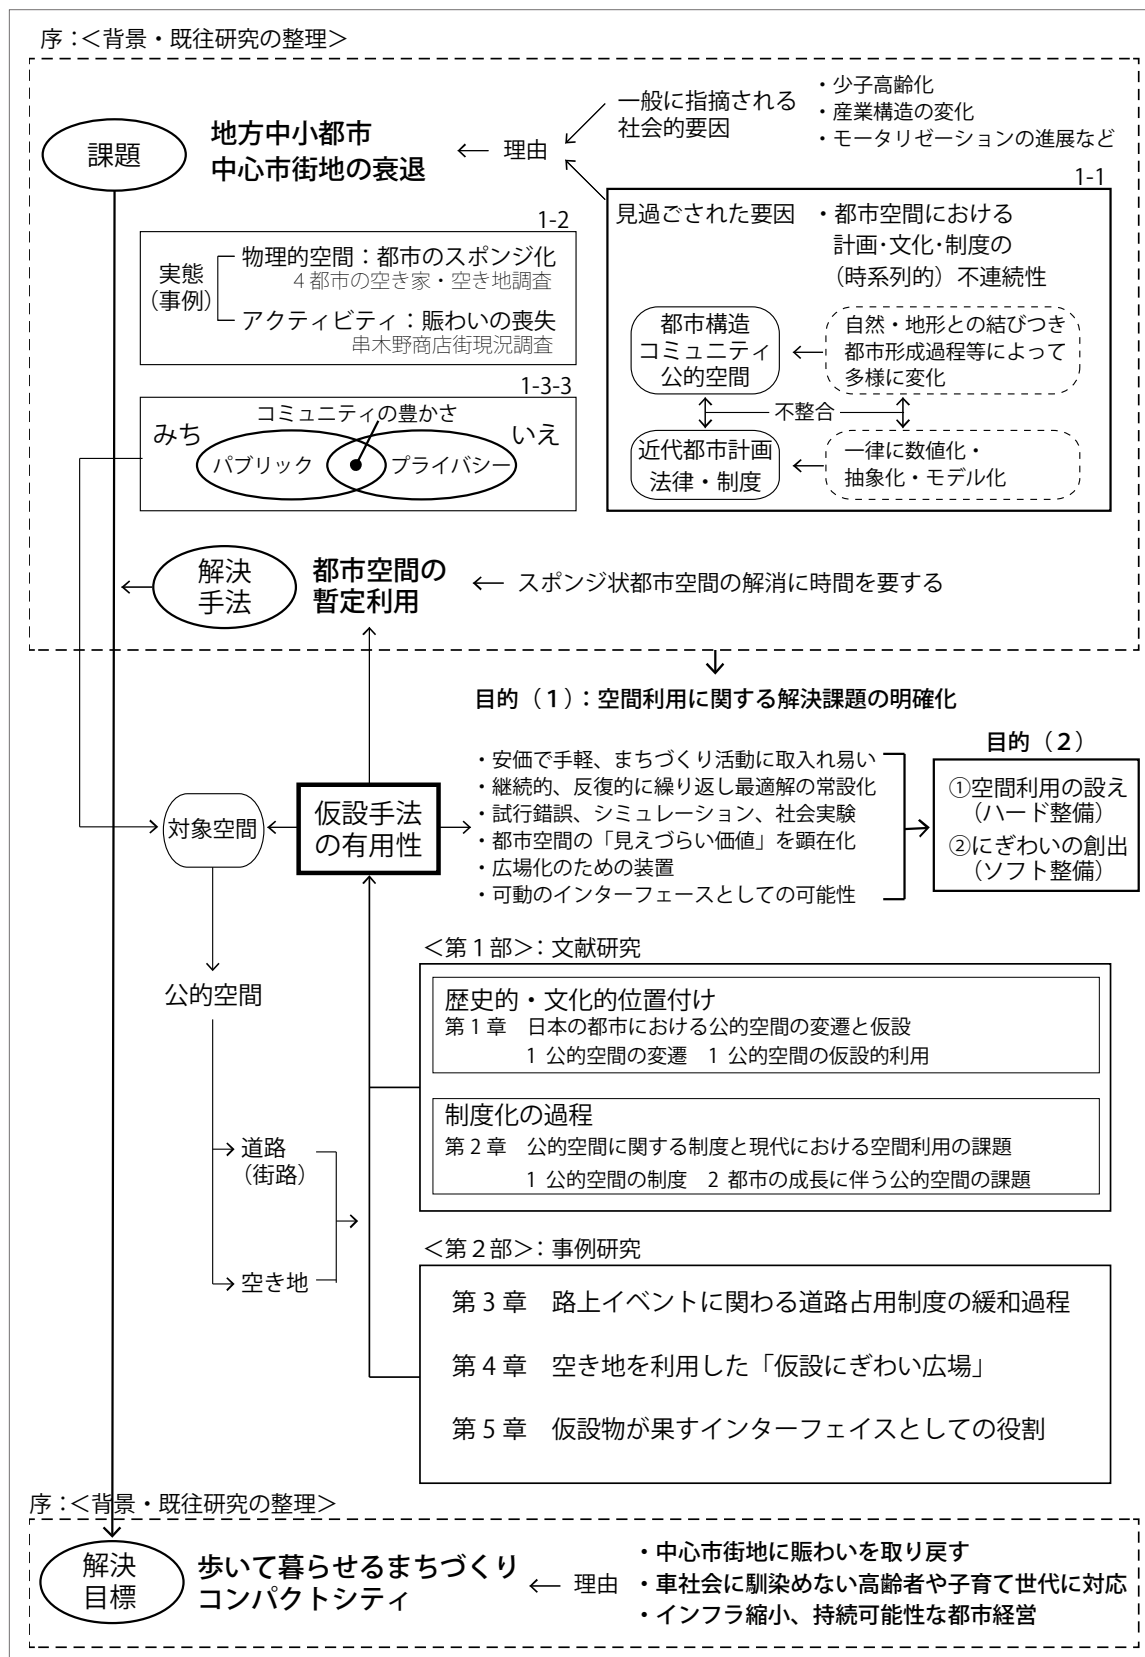 序：＜背景・既往研究の整理＞
課題
地方中小都市
中心市街地の衰退
理由
一般に指摘される
社会的要因
・少子高齢化
・産業構造の変化
・モータリゼーションの進展など
1-1
見過ごされた要因
・都市空間における
計画・文化・制度の
（時系列的）不連続性
都市構造
コミュニティ
公的空間
自然・地形との結びつき
都市形成過程等によって
多様に変化
不整合
近代都市計画
法律・制度
一律に数値化・
抽象化・モデル化
1-2
実態
（事例）
物理的空間：都市のスポンジ化
4都市の空き家・空き地調査
アクティビティ：賑わいの喪失
串木野商店街現況調査
1-3-3
コミュニティの豊かさ
みち
いえ
パブリック
プライバシー
解決
手法
都市空間の
暫定利用
スポンジ状都市空間の解消に時間を要する
目的（1）：空間利用に関する解決課題の明確化
対象空間
仮設手法
の有用性
・安価で手軽、まちづくり活動に取入れ易い
・継続的、反復的に繰り返し最適解の常設化
・試行錯誤、シミュレーション、社会実験
・都市空間の「見えづらい価値」を顕在化
・広場化のための装置
・可動のインターフェースとしての可能性
目的（2）
①空間利用の設え
（ハード整備）
②にぎわいの創出
（ソフト整備）
公的空間
道路
（街路）
空き地
＜第1部＞：文献研究
歴史的・文化的位置付け
第1章　日本の都市における公的空間の変遷と仮設
1 公的空間の変遷　1 公的空間の仮設的利用
制度化の過程
第2章　公的空間に関する制度と現代における空間利用の課題
1 公的空間の制度　2 都市の成長に伴う公的空間の課題
＜第2部＞：事例研究
第3章　路上イベントに関わる道路占用制度の緩和過程
第4章　空き地を利用した「仮設にぎわい広場」
第5章　仮設物が果すインターフェイスとしての役割
序：＜背景・既往研究の整理＞
解決
目標
歩いて暮らせるまちづくり
コンパクトシティ
理由
・中心市街地に賑わいを取り戻す
・車社会に馴染めない高齢者や子育て世代に対応
・インフラ縮小、持続可能性な都市経営